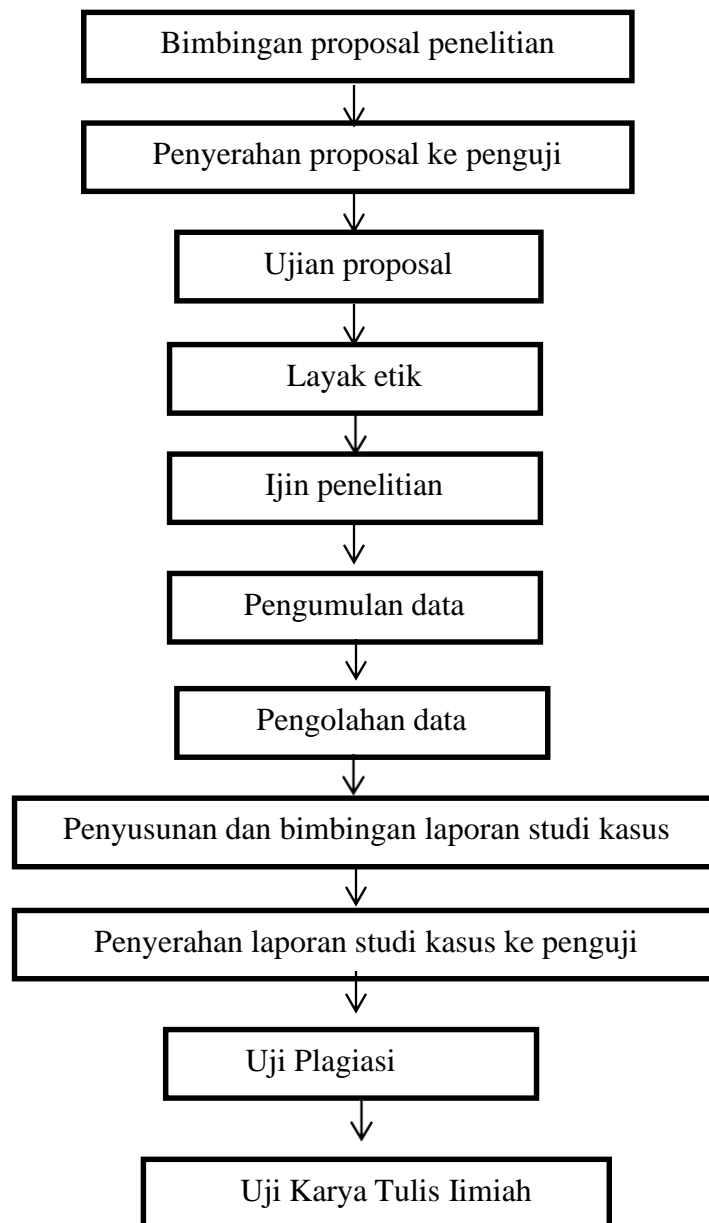 Bimbingan proposal penelitian
Penyerahan proposal ke penguji
Ujian proposal
Layak etik
Ijin penelitian
Pengumulan data
Pengolahan data
Penyusunan dan bimbingan laporan studi kasus
Penyerahan laporan studi kasus ke penguji
Uji Plagiasi
Uji Karya Tulis Iimiah